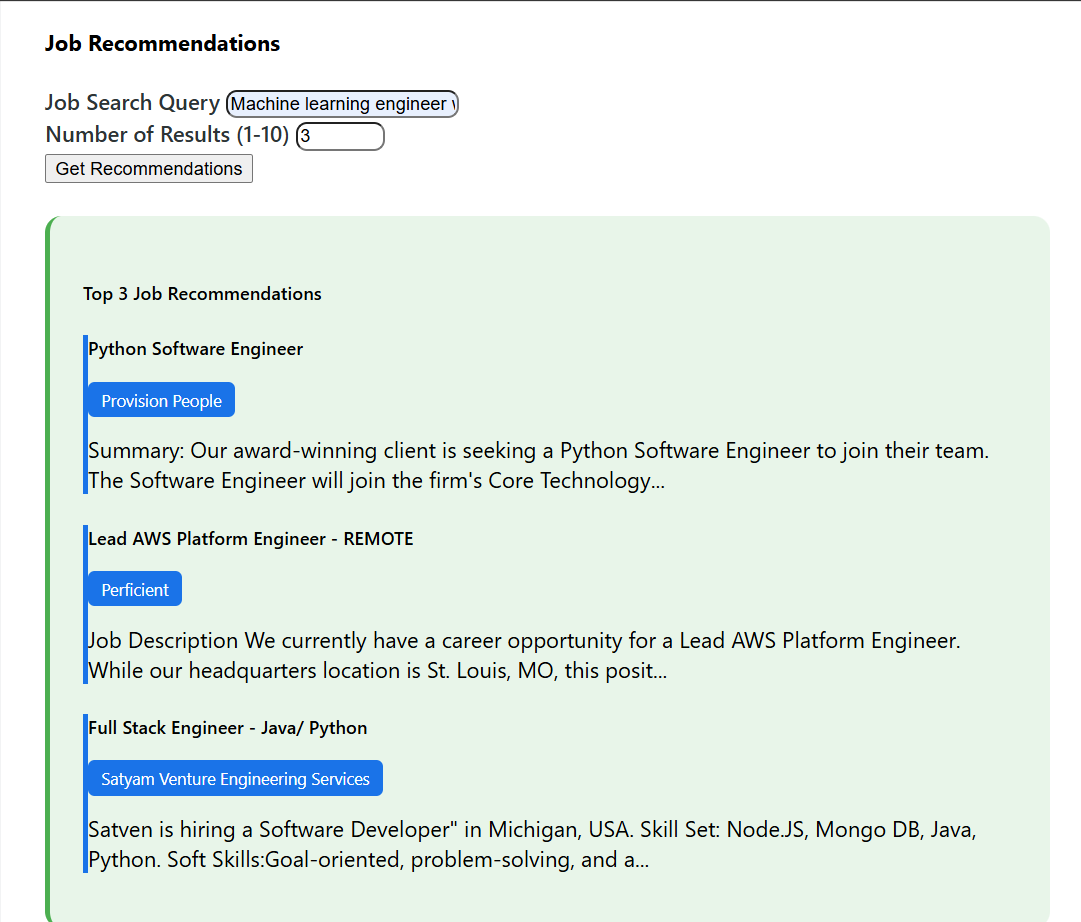 Job Recommendations
Job Search Query Machine learning engineer
Number of Results (1-10) 3
Get Recommendations
Top 3 Job Recommendations
Python Software Engineer
Provision People
Summary: Our award-winning client is seeking a Python Software Engineer to join their team.
The Software Engineer will join the firm's Core Technology...
Lead AWS Platform Engineer - REMOTE
Perficient
Job Description We currently have a career opportunity for a Lead AWS Platform Engineer.
While our headquarters location is St. Louis, MO, this posit...
Full Stack Engineer - Java/ Python
Satyam Venture Engineering Services
Satven is hiring a Software Developer" in Michigan, USA. Skill Set: Node.JS, Mongo DB, Java,
Python. Soft Skills:Goal-oriented, problem-solving, and a...